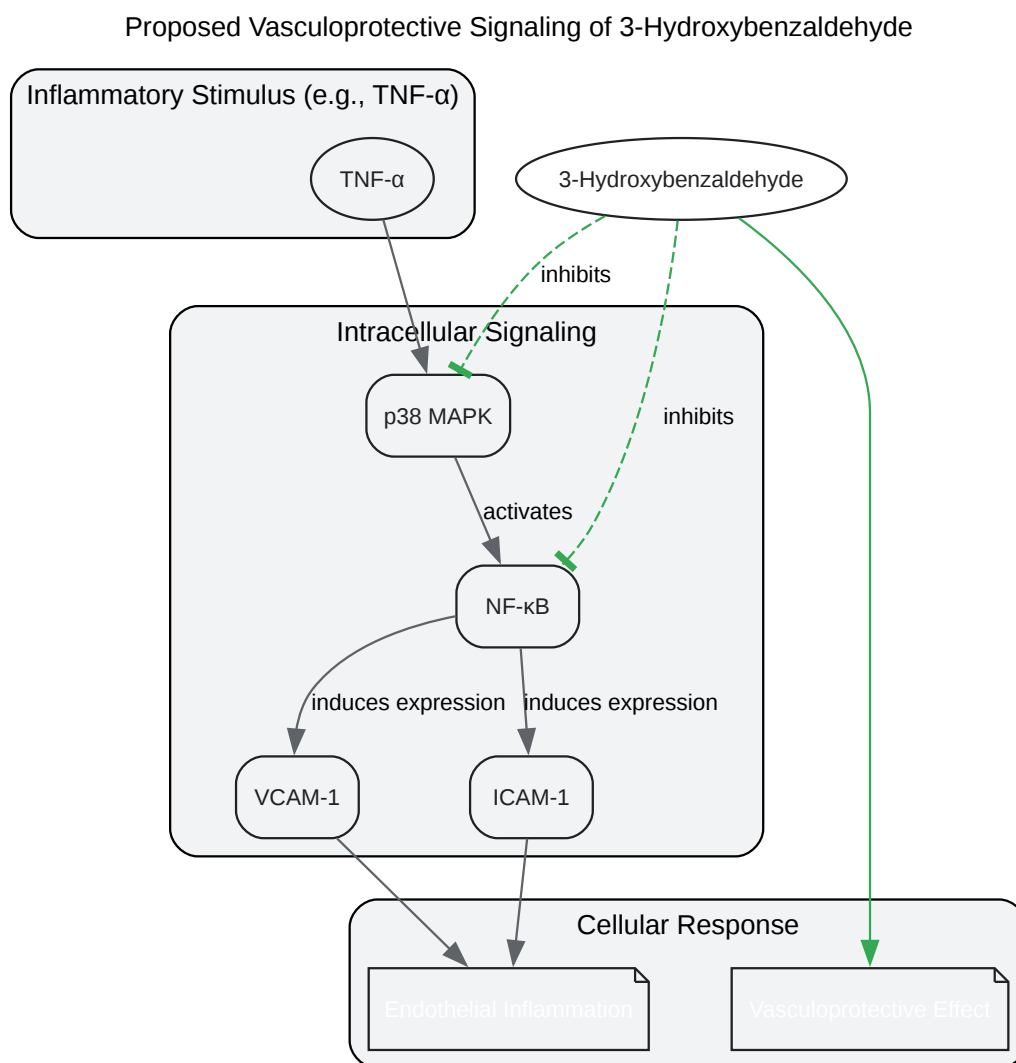 Proposed Vasculoprotective Signaling of 3-Hydroxybenzaldehyde
Inflammatory Stimulus (e.g., TNF-α)
TNF-α
3-Hydroxybenzaldehyde
inhibits
Intracellular Signaling
p38 MAPK
inhibits
activates
NF-κB
induces expression
induces expression
VCAM-1
ICAM-1
Cellular Response
Endothelial Inflammation
Vasculoprotective Effect